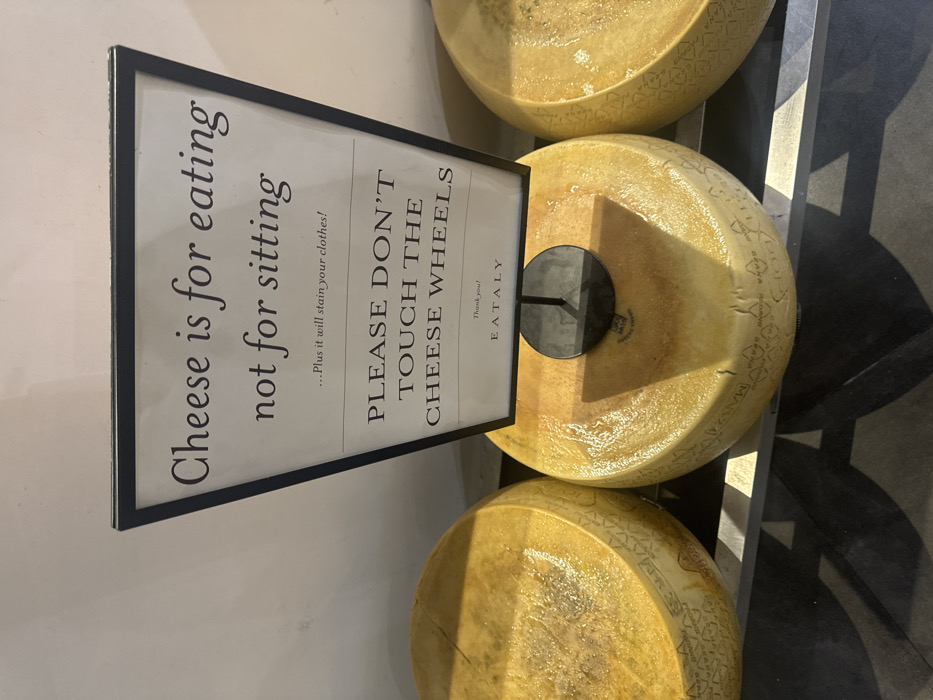 Cheese is for eating
not for sitting
...Plus it will stain your clothes!
PLEASE DON'T
TOUCH THE
CHEESE WHEELS
Thank you!
EATALY